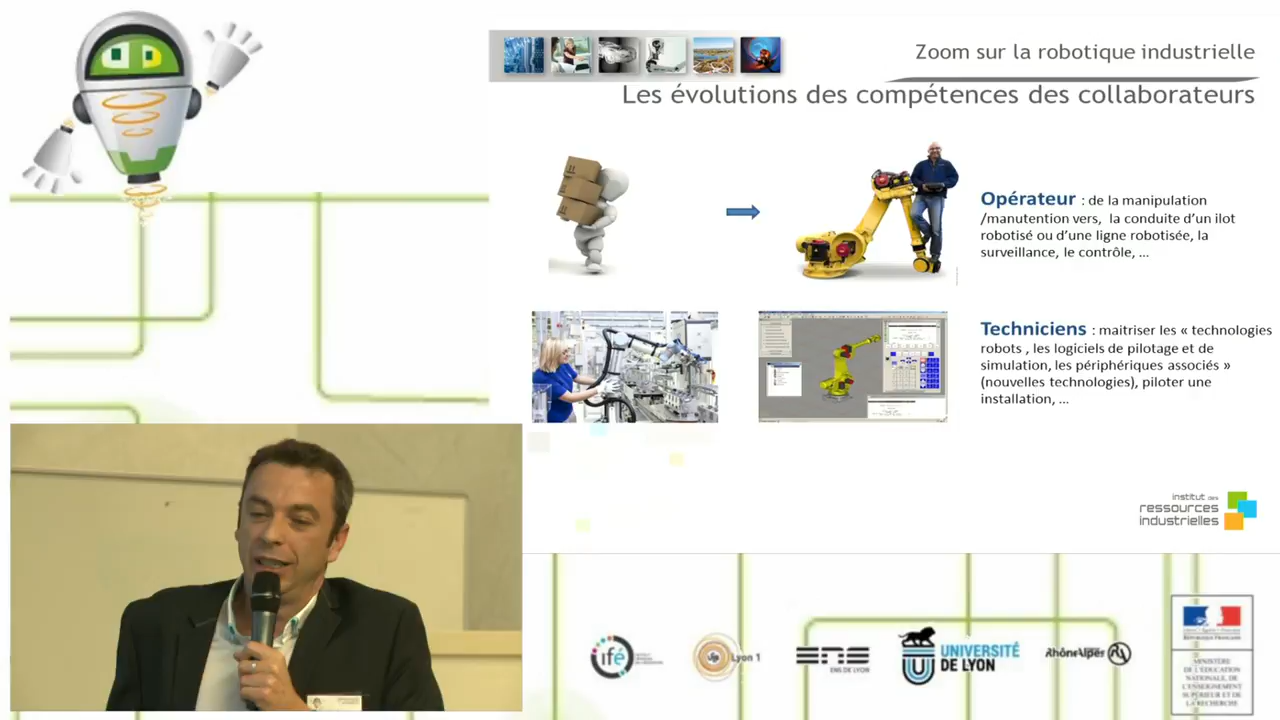 Zoom sur la robotique industrielle
Les évolutions des compétences des collaborateurs
Opérateur : de la manipulation
/manutention vers, la conduite d'un ilot
robotisé ou d'une ligne robotisée, la
surveillance, le contrôle, ...
Techniciens : maitriser les « technologies
robots , les logiciels de pilotage et de
simulation, les périphériques associés »
(nouvelles technologies), piloter une
installation, ...
institut des
ressources
industrielles
ifé
Lyon 1
ENS
ENS DE LYON
UNIVERSITÉ
DE LYON
RhôneAlpes
RÉPUBLIQUE FRANÇAISE
MINISTÈRE
DE L'ÉDUCATION
NATIONALE, DE
L'ENSEIGNEMENT
SUPÉRIEUR ET DE
LA RECHERCHE